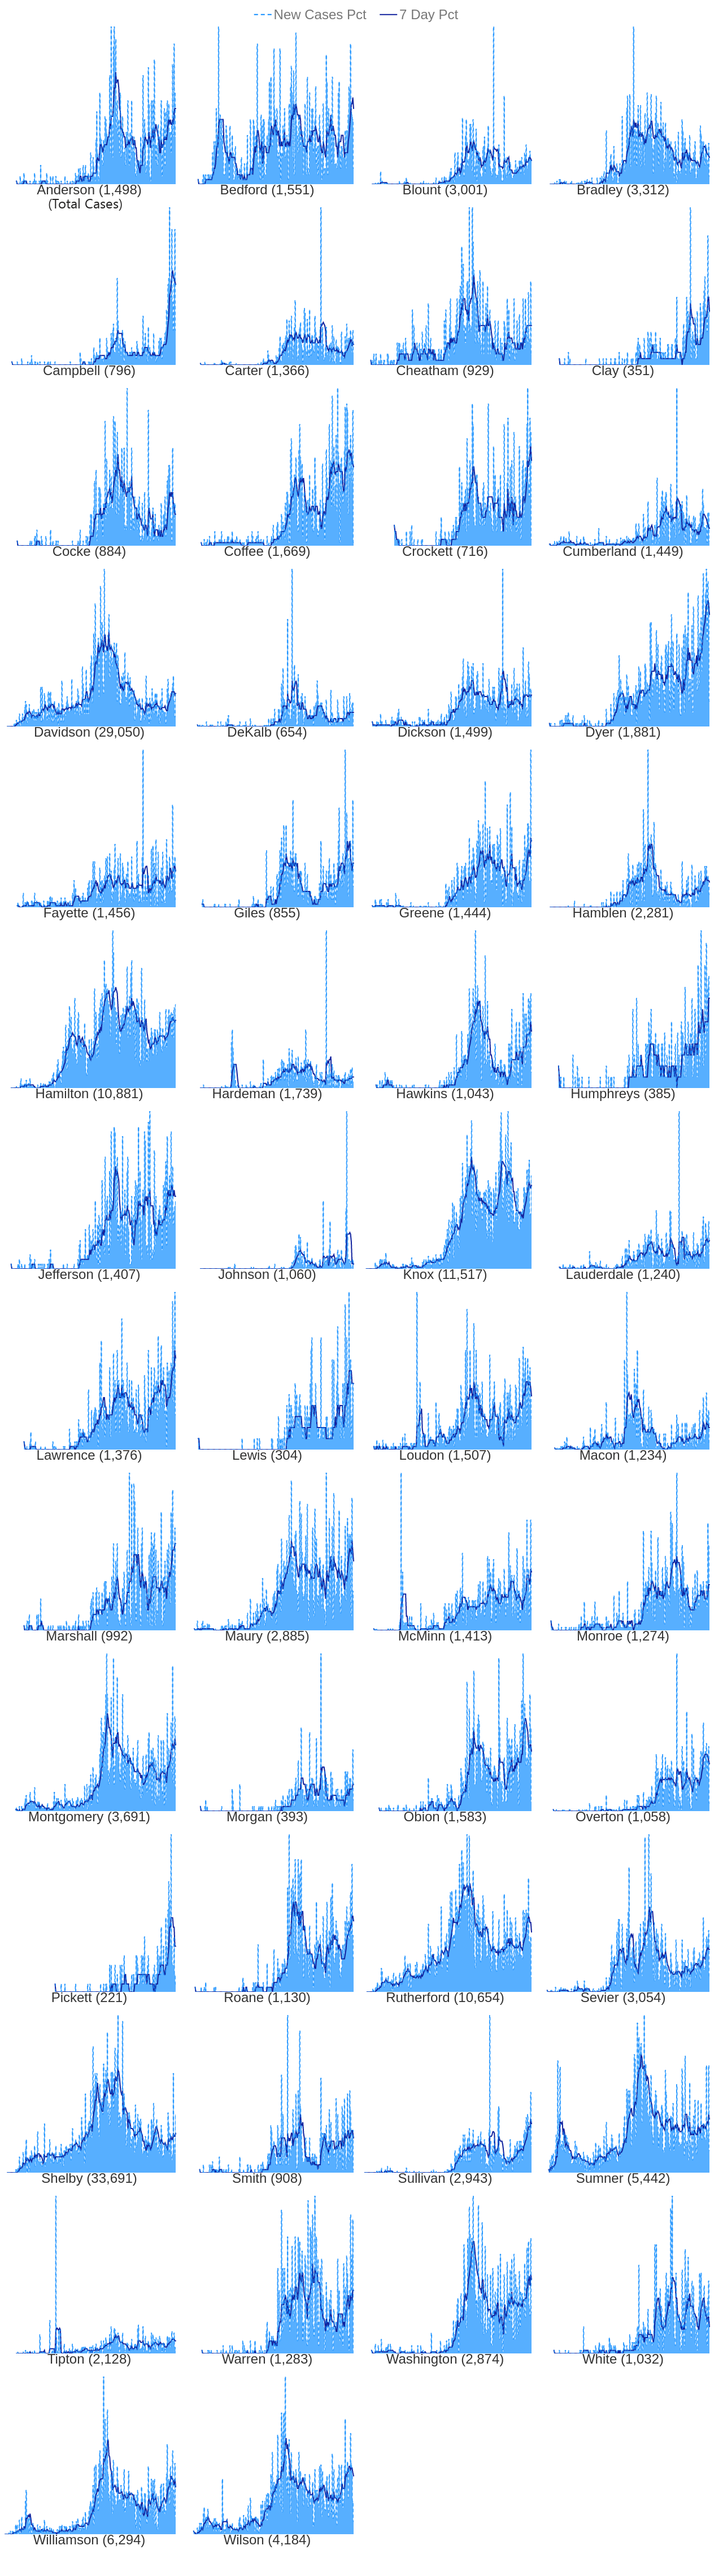 New Cases Pct 7 Day Pct
Anderson (1,498) Bedford (1,551) Blount (3,001) Bradley (3,312)
(Total Cases)
Campbell (796) Carter (1,366) Cheatham (929) Clay (351)
Cocke (884) Coffee (1,669) Crockett (716) Cumberland (1,449)
Davidson (29,050) DeKalb (654) Dickson (1,499) Dyer (1,881)
Fayette (1,456) Giles (855) Greene (1,444) Hamblen (2,281)
Hamilton (10,881) Hardeman (1,739) Hawkins (1,043) Humphreys (385)
Jefferson (1,407) Johnson (1,060) Knox (11,517) Lauderdale (1,240)
Lawrence (1,376) Lewis (304) Loudon (1,507) Macon (1,234)
Marshall (992) Maury (2,885) McMinn (1,413) Monroe (1,274)
Montgomery (3,691) Morgan (393) Obion (1,583) Overton (1,058)
Pickett (221) Roane (1,130) Rutherford (10,654) Sevier (3,054)
Shelby (33,691) Smith (908) Sullivan (2,943) Sumner (5,442)
Tipton (2,128) Warren (1,283) Washington (2,874) White (1,032)
Williamson (6,294) Wilson (4,184)